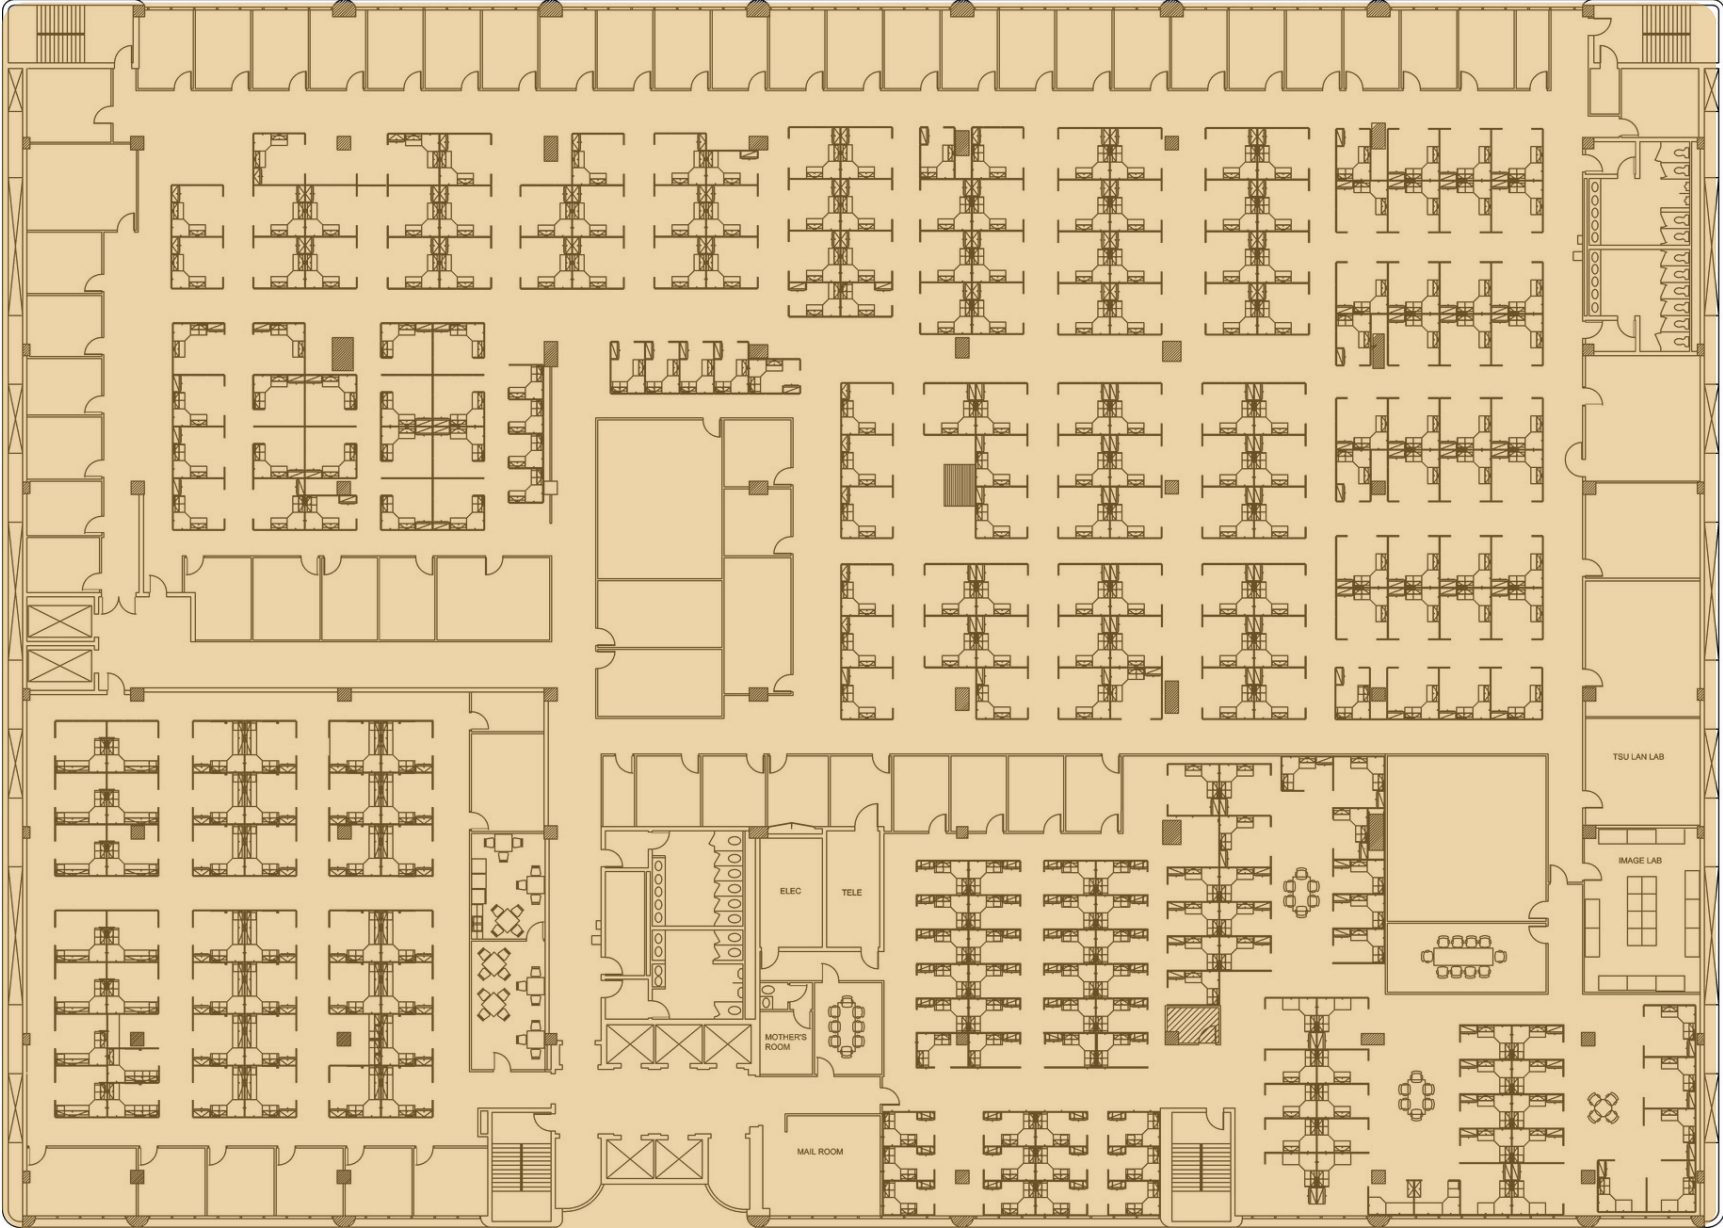 TSU LAN LAB
IMAGE LAB
ELEC
TELE
MOTHER'S
ROOM
MAIL ROOM